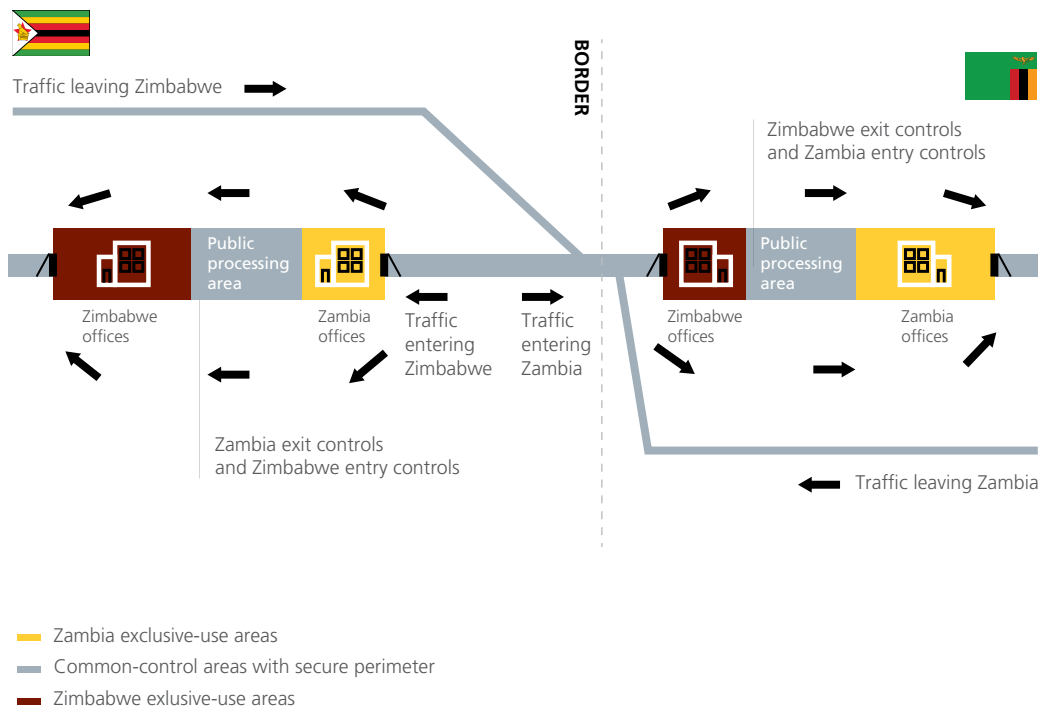 Traffic leaving Zimbabwe
BORDER
Zimbabwe exit controls
and Zambia entry controls
Public
processing
area
Zimbabwe
offices
Zambia
offices
Traffic
entering
Zimbabwe
Traffic
entering
Zambia
Public
processing
area
Zimbabwe
offices
Zambia
offices
Zambia exit controls
and Zimbabwe entry controls
Traffic leaving Zambia
Zambia exclusive-use areas
Common-control areas with secure perimeter
Zimbabwe exlusive-use areas